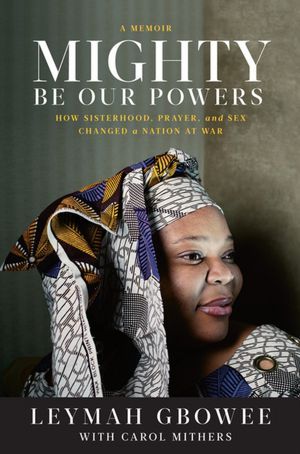 A MEMOIR
MIGHTY
BE OUR POWERS
HOW SISTERHOOD, PRAYER, and SEX
CHANGED a NATION AT WAR
LEYMAH GBOWEE
WITH CAROL MITHERS